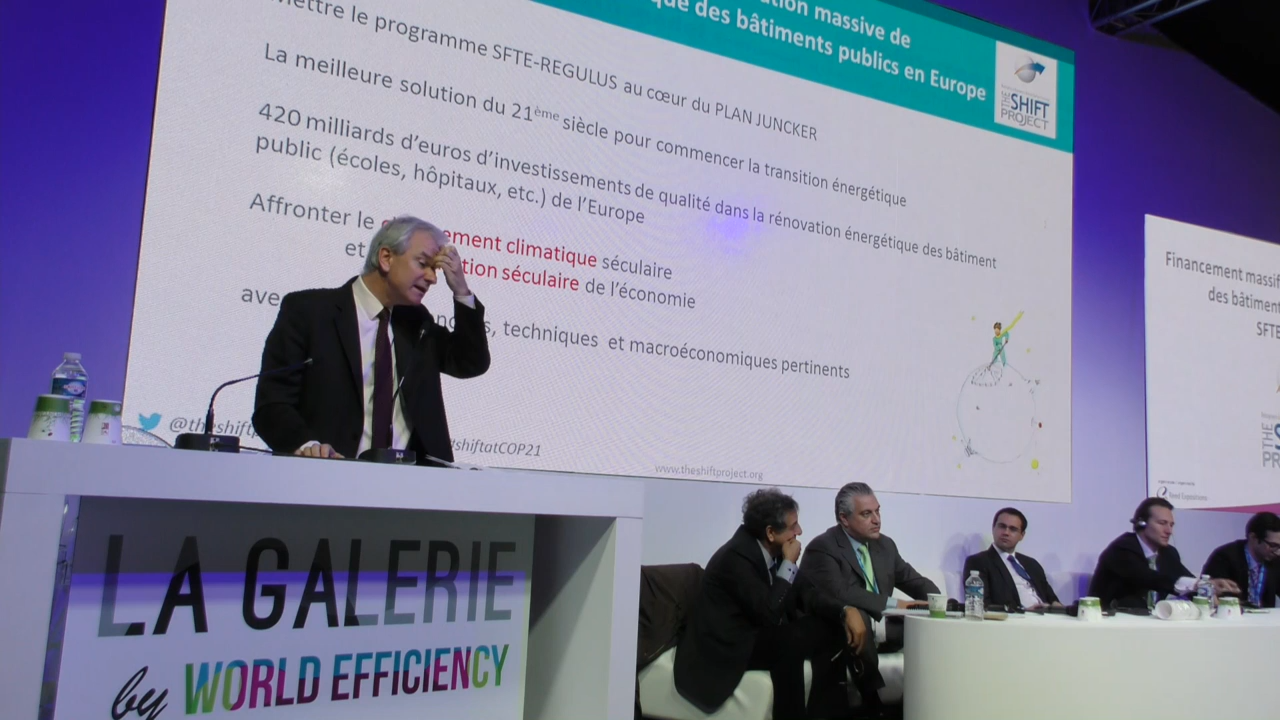 massive de
des bâtiments publics en Europe
THE SHIFT PROJECT
mettre le programme SFTE-REGULUS au cœur du PLAN JUNCKER
La meilleure solution du 21ème siècle pour commencer la transition énergétique
420 milliards d'euros d'investissements de qualité dans la rénovation énergétique des bâtiment
public (écoles, hôpitaux, etc.) de l'Europe
Affronter le ement climatique séculaire
et tion séculaire de l'économie
ave s, techniques et macroéconomiques pertinents
@theshift
#shiftatCOP21
www.theshiftproject.org
Financement massif
des bâtiment
SFTE
THE S
PR
Reed Expositions
LA GALERIE
by WORLD EFFICIENCY